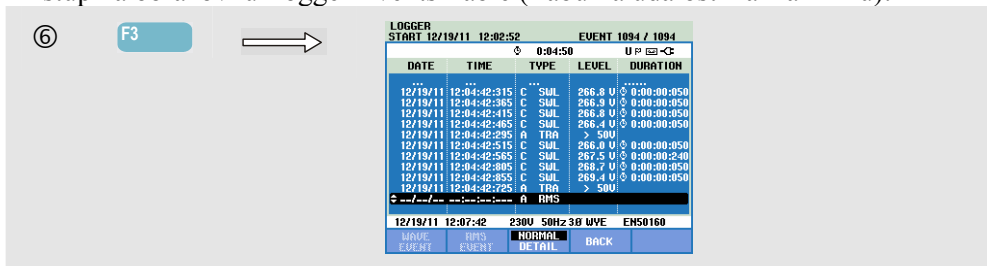 ⑥ F3
LOGGER
START 12/19/11 12:02:52 EVENT 1094 / 1094
0:04:50 U
DATE TIME TYPE LEVEL DURATION
... ... ... ......
12/19/11 12:04:42:315 C SWL 266.8 V 0:00:00:050
12/19/11 12:04:42:365 C SWL 266.9 V 0:00:00:050
12/19/11 12:04:42:415 C SWL 266.8 V 0:00:00:050
12/19/11 12:04:42:465 C SWL 266.4 V 0:00:00:050
12/19/11 12:04:42:295 A TRA > 50V
12/19/11 12:04:42:515 C SWL 266.0 V 0:00:00:050
12/19/11 12:04:42:565 C SWL 267.5 V 0:00:00:240
12/19/11 12:04:42:805 C SWL 268.7 V 0:00:00:050
12/19/11 12:04:42:855 C SWL 269.4 V 0:00:00:050
12/19/11 12:04:42:725 A TRA > 50V
--/--/-- --:--:--:--- A RMS
12/19/11 12:07:42 230V 50Hz 3Ø WYE EN50160
WAVE EVENT RMS EVENT NORMAL DETAIL BACK